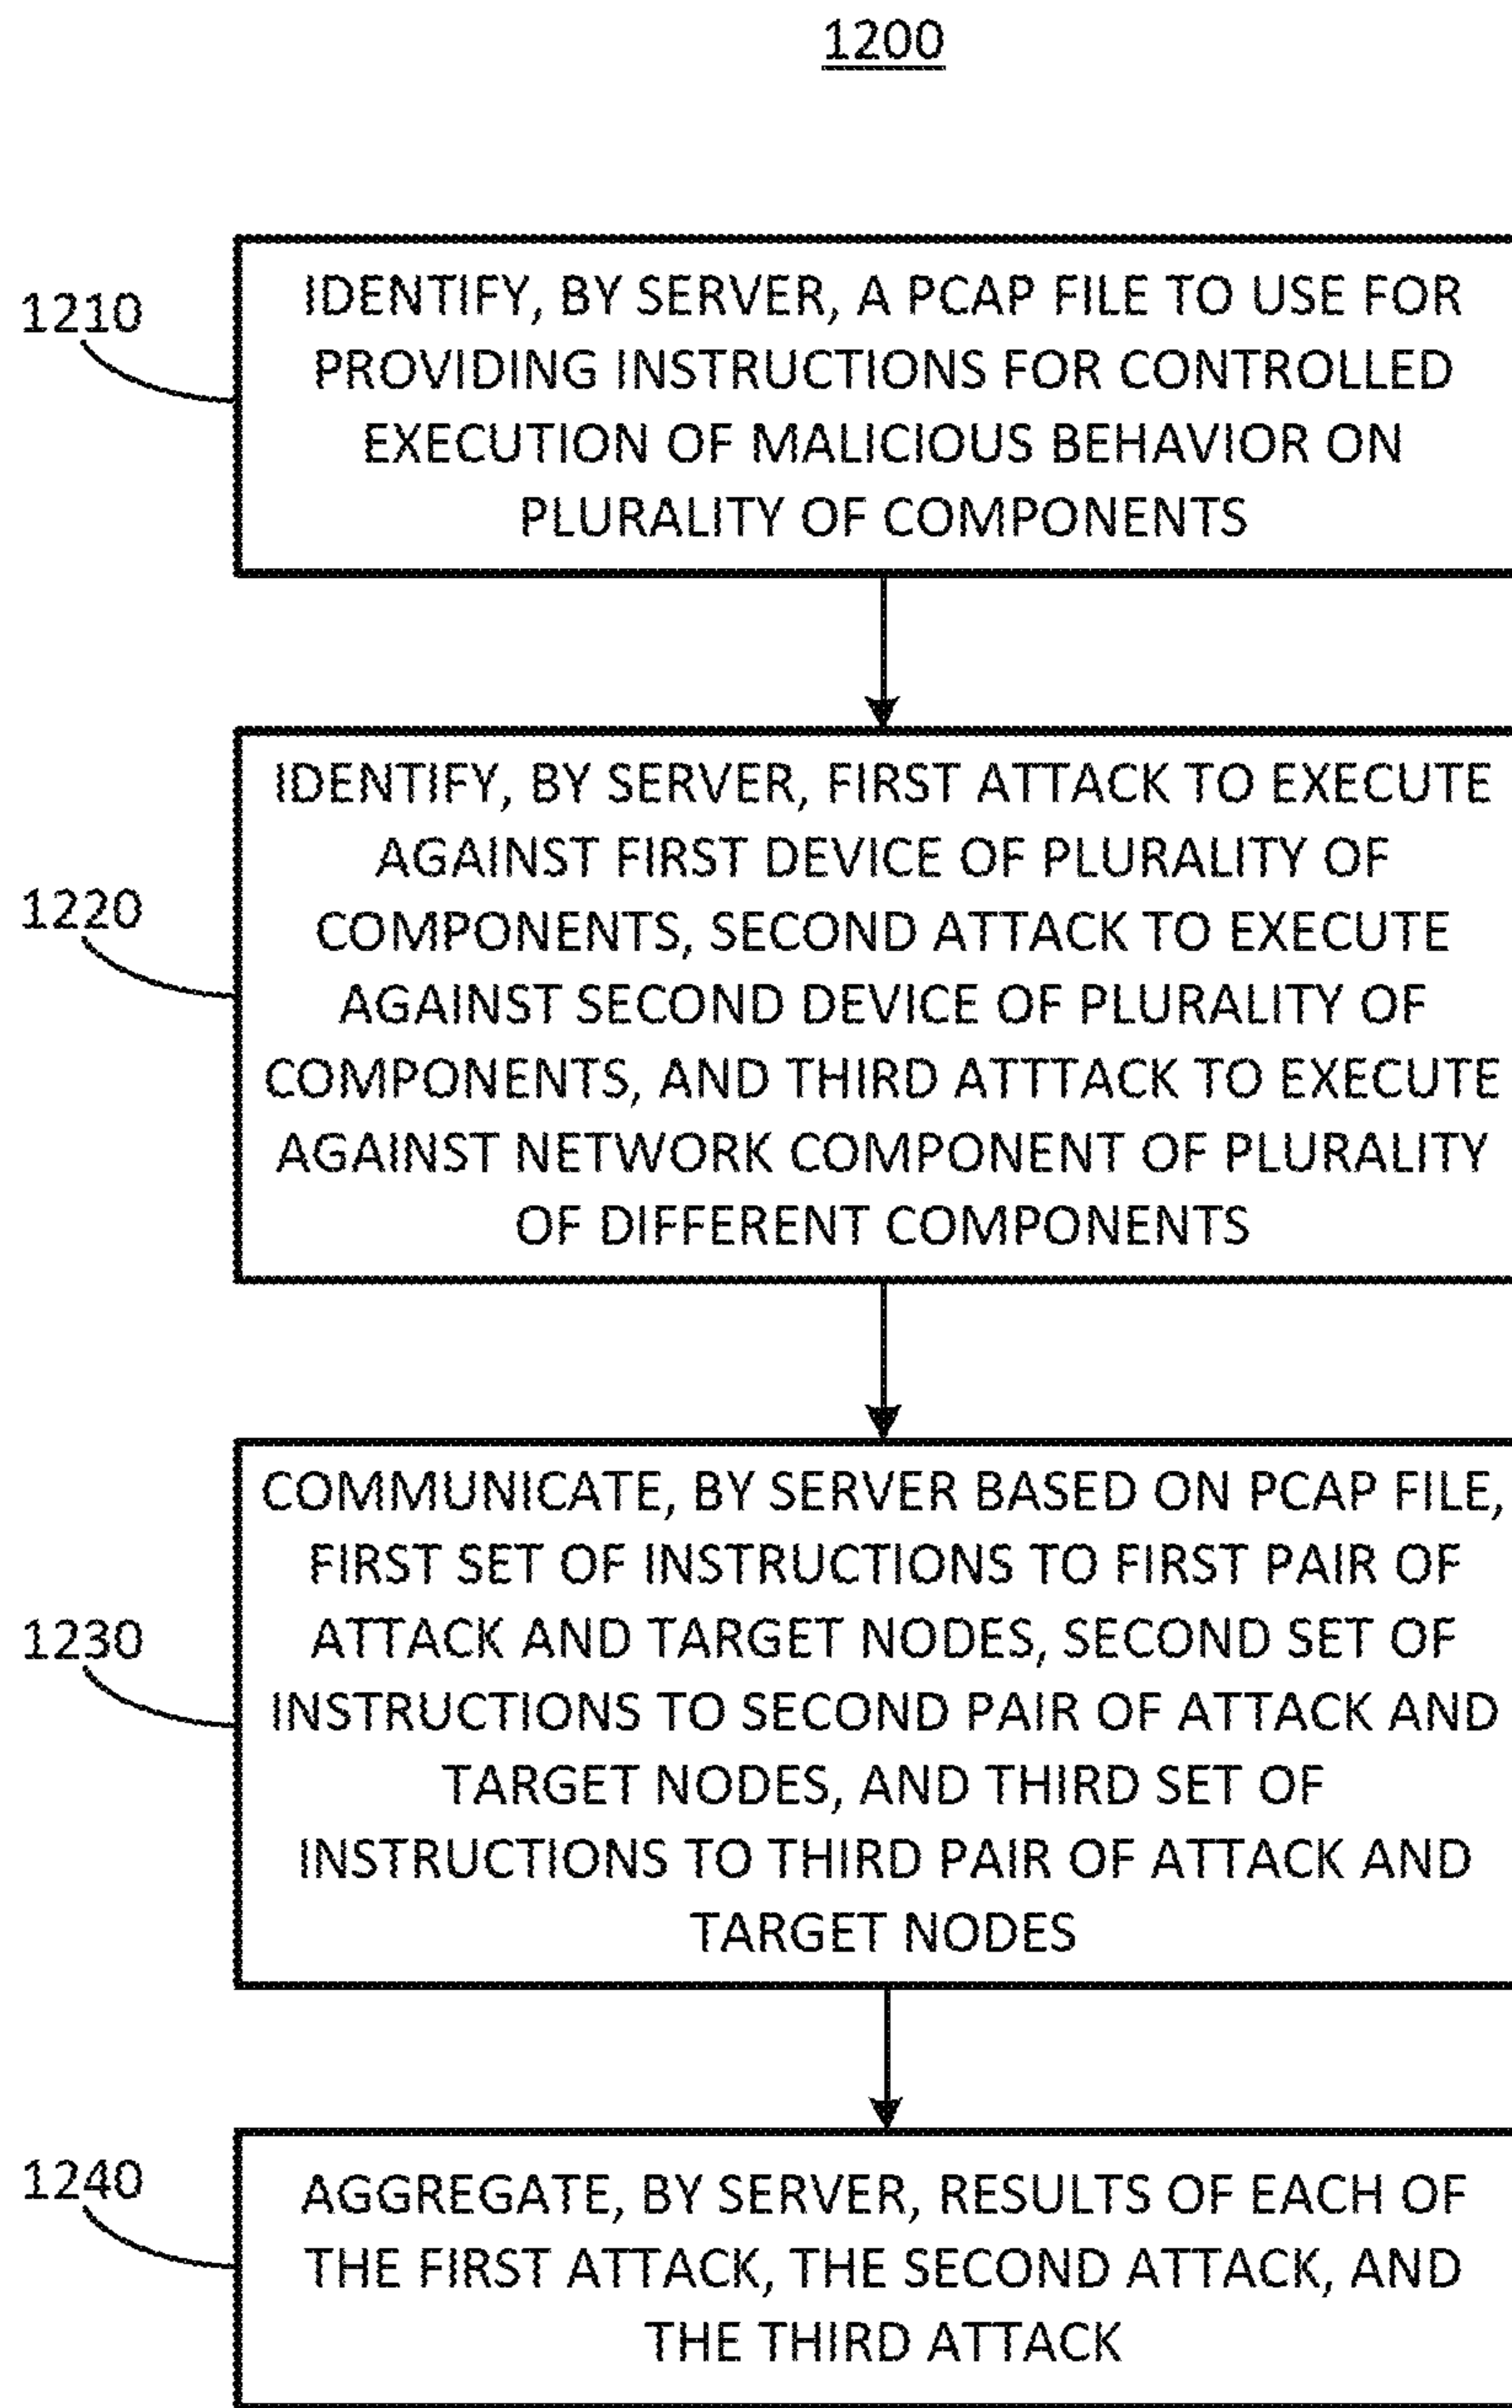 1200
1210
IDENTIFY, BY SERVER, A PCAP FILE TO USE FOR
PROVIDING INSTRUCTIONS FOR CONTROLLED
EXECUTION OF MALICIOUS BEHAVIOR ON
PLURALITY OF COMPONENTS
1220
IDENTIFY, BY SERVER, FIRST ATTACK TO EXECUTE
AGAINST FIRST DEVICE OF PLURALITY OF
COMPONENTS, SECOND ATTACK TO EXECUTE
AGAINST SECOND DEVICE OF PLURALITY OF
COMPONENTS, AND THIRD ATTTACK TO EXECUTE
AGAINST NETWORK COMPONENT OF PLURALITY
OF DIFFERENT COMPONENTS
1230
COMMUNICATE, BY SERVER BASED ON PCAP FILE,
FIRST SET OF INSTRUCTIONS TO FIRST PAIR OF
ATTACK AND TARGET NODES, SECOND SET OF
INSTRUCTIONS TO SECOND PAIR OF ATTACK AND
TARGET NODES, AND THIRD SET OF
INSTRUCTIONS TO THIRD PAIR OF ATTACK AND
TARGET NODES
1240
AGGREGATE, BY SERVER, RESULTS OF EACH OF
THE FIRST ATTACK, THE SECOND ATTACK, AND
THE THIRD ATTACK